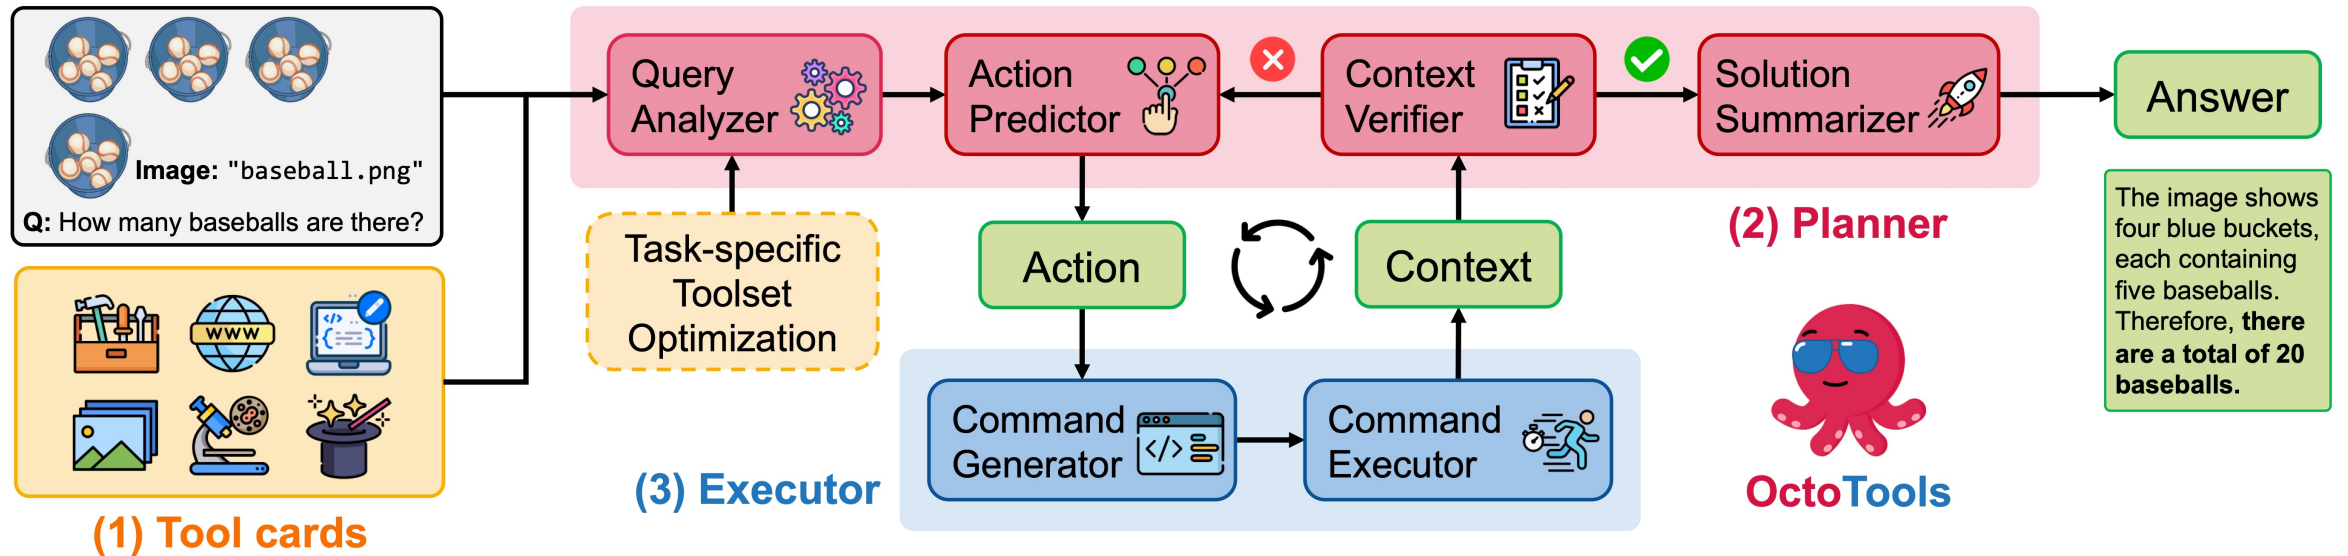 Image: "baseball.png"
Q: How many baseballs are there?
WWW
</>
{=}
(1) Tool cards
Query
Analyzer
Action
Predictor
Context
Verifier
Solution
Summarizer
Answer
Task-specific
Toolset
Optimization
Action
Context
(2) Planner
Command
Generator
</>
Command
Executor
(3) Executor
OctoTools
The image shows
four blue buckets,
each containing
five baseballs.
Therefore, there
are a total of 20
baseballs.